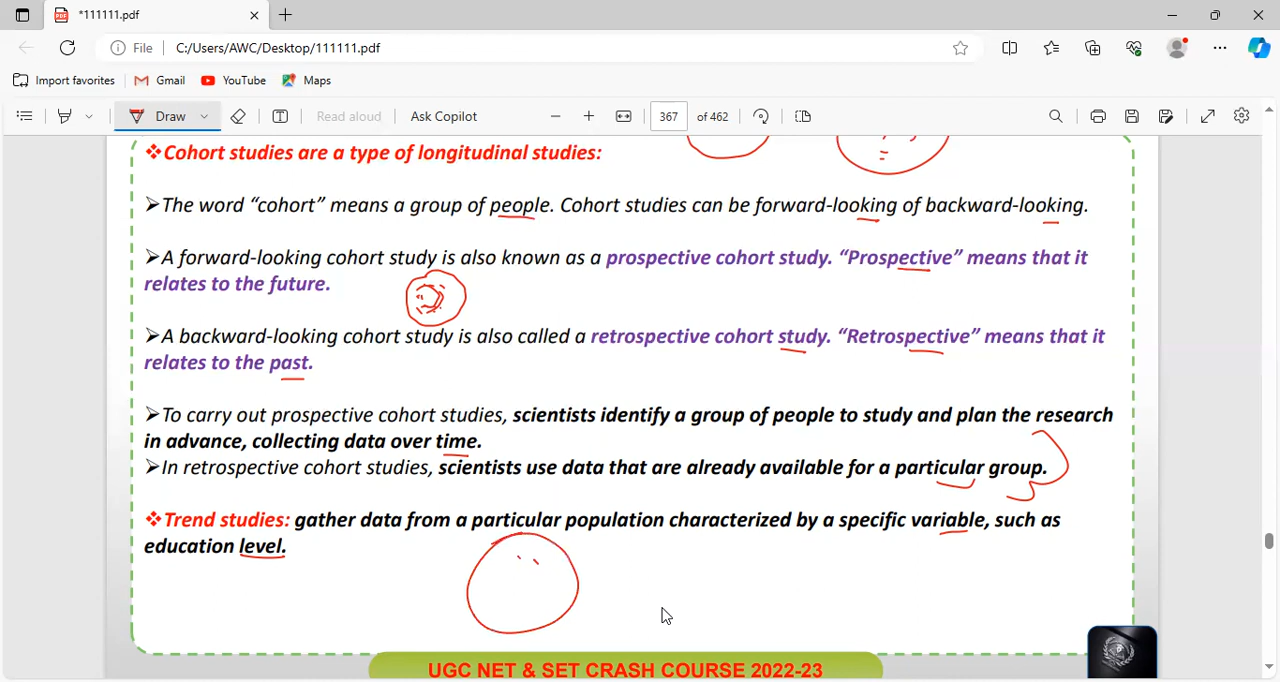 *111111.pdf
File C:/Users/AWC/Desktop/111111.pdf
Import favorites Gmail YouTube Maps
Draw Read aloud Ask Copilot 367 of 462
❖Cohort studies are a type of longitudinal studies:
➢The word “cohort” means a group of people. Cohort studies can be forward-looking of backward-looking.
➢A forward-looking cohort study is also known as a prospective cohort study. “Prospective” means that it
relates to the future.
➢A backward-looking cohort study is also called a retrospective cohort study. “Retrospective” means that it
relates to the past.
➢To carry out prospective cohort studies, scientists identify a group of people to study and plan the research
in advance, collecting data over time.
➢In retrospective cohort studies, scientists use data that are already available for a particular group.
❖Trend studies: gather data from a particular population characterized by a specific variable, such as
education level.
UGC NET & SET CRASH COURSE 2022-23